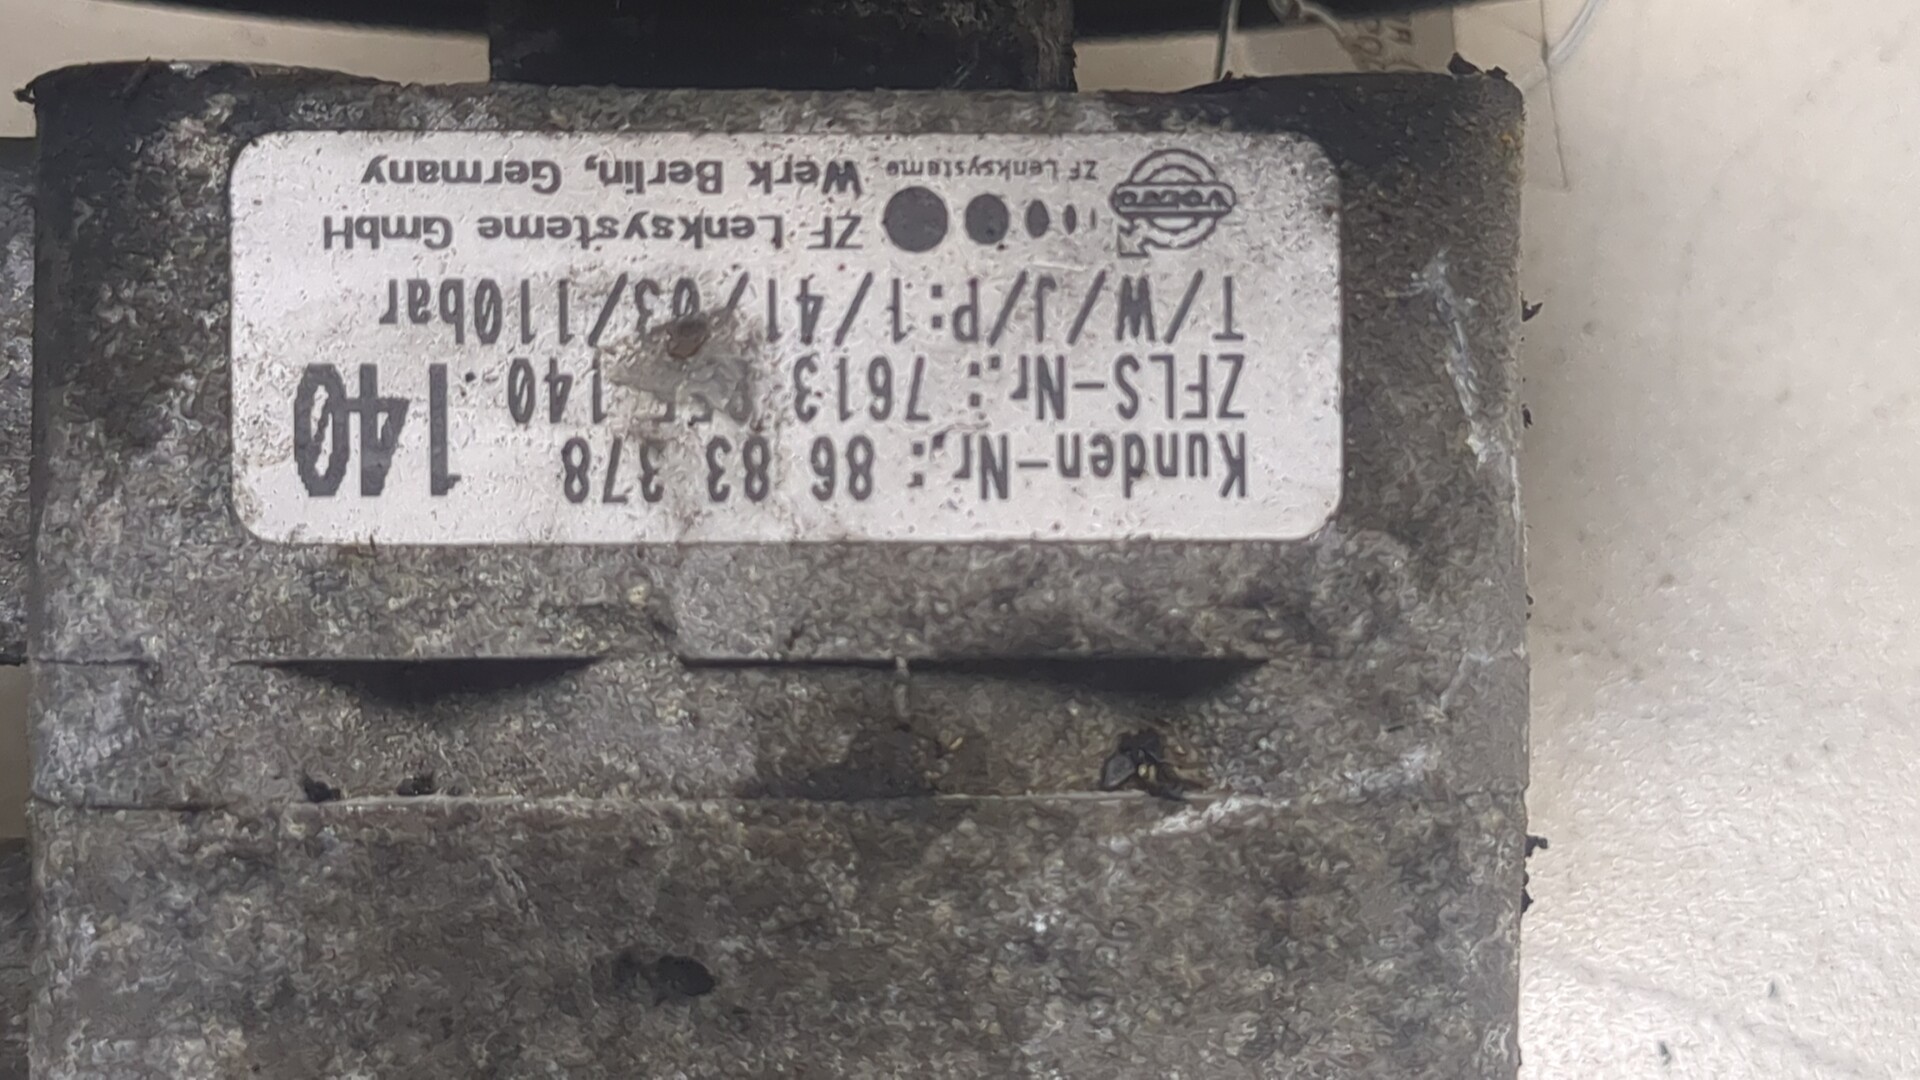 Kunden-Nr.: 86 83 378
ZFLS-Nr.: 7613 140 140
T/W/J/P:1/41/03/110bar
VOLVO ZF Lenksysteme GmbH
ZF Lenksysteme Werk Berlin, Germany